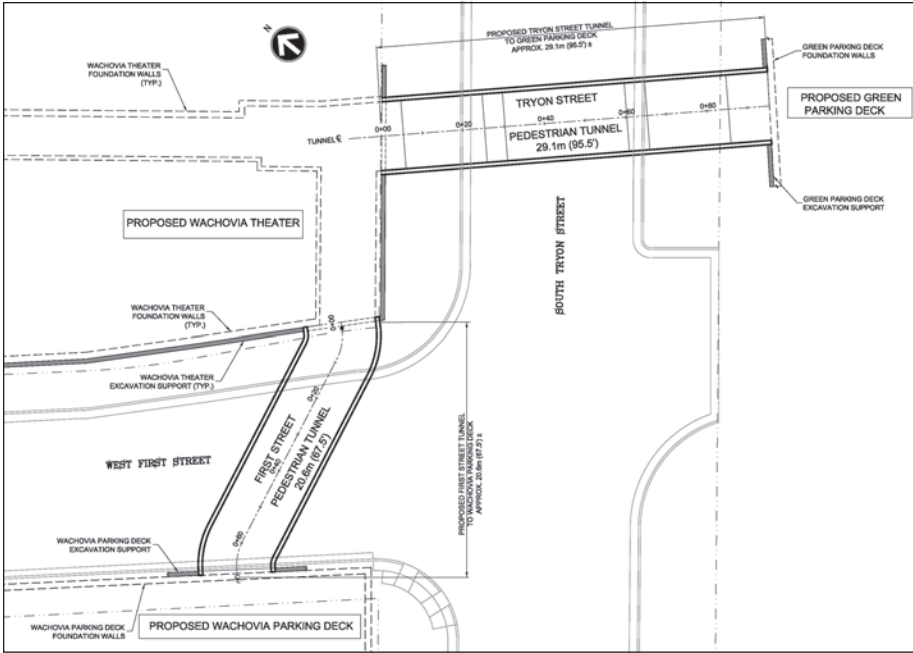 N
PROPOSED TRYON STREET TUNNEL
TO GREEN PARKING DECK
APPROX. 29.1m (95.5') ±
GREEN PARKING DECK
FOUNDATION WALLS
WACHOVIA THEATER
FOUNDATION WALLS
(TYP.)
PROPOSED GREEN
PARKING DECK
TRYON STREET
0+00
0+20
0+40
0+60
0+80
TUNNEL ℄
PEDESTRIAN TUNNEL
29.1m (95.5')
GREEN PARKING DECK
EXCAVATION SUPPORT
PROPOSED WACHOVIA THEATER
SOUTH TRYON STREET
WACHOVIA THEATER
FOUNDATION WALLS
(TYP.)
0+00
WACHOVIA THEATER
EXCAVATION SUPPORT (TYP.)
0+20
FIRST STREET
0+40
PEDESTRIAN TUNNEL
20.6m (67.5')
PROPOSED FIRST STREET TUNNEL
TO WACHOVIA PARKING DECK
APPROX. 20.6m (67.5') ±
WEST FIRST STREET
0+60
WACHOVIA PARKING DECK
EXCAVATION SUPPORT
WACHOVIA PARKING DECK
FOUNDATION WALLS
PROPOSED WACHOVIA PARKING DECK